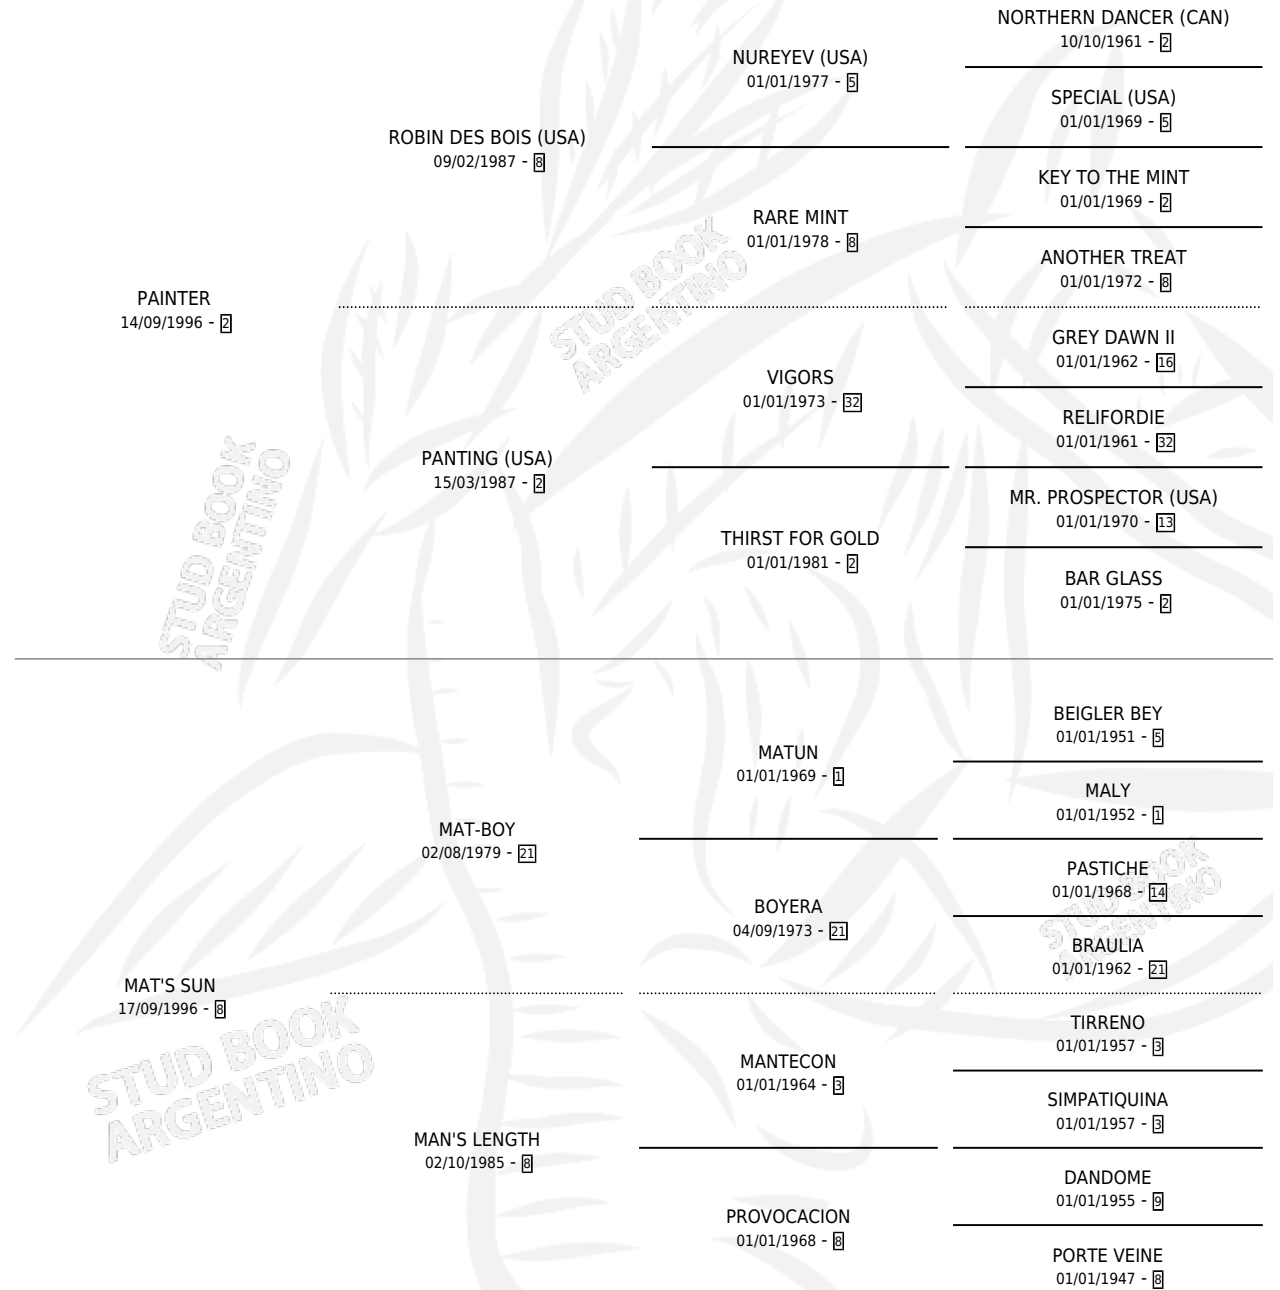 NORTHERN DANCER (CAN)
10/10/1961 - 2
NUREYEV (USA)
01/01/1977 - 5
SPECIAL (USA)
01/01/1969 - 5
ROBIN DES BOIS (USA)
09/02/1987 - 8
KEY TO THE MINT
01/01/1969 - 2
RARE MINT
01/01/1978 - 8
ANOTHER TREAT
01/01/1972 - 8
PAINTER
14/09/1996 - 2
GREY DAWN II
01/01/1962 - 16
VIGORS
01/01/1973 - 32
RELIFORDIE
01/01/1961 - 32
PANTING (USA)
15/03/1987 - 2
MR. PROSPECTOR (USA)
01/01/1970 - 13
THIRST FOR GOLD
01/01/1981 - 2
BAR GLASS
01/01/1975 - 2
BEIGLER BEY
01/01/1951 - 5
MATUN
01/01/1969 - 1
MALY
01/01/1952 - 1
MAT-BOY
02/08/1979 - 21
PASTICHE
01/01/1968 - 14
BOYERA
04/09/1973 - 21
BRAULIA
01/01/1962 - 21
MAT'S SUN
17/09/1996 - 8
TIRRENO
01/01/1957 - 3
MANTECON
01/01/1964 - 3
SIMPATIQUINA
01/01/1957 - 3
MAN'S LENGTH
02/10/1985 - 8
DANDOME
01/01/1955 - 9
PROVOCACION
01/01/1968 - 8
PORTE VEINE
01/01/1947 - 8
STUD BOOK
ARGENTINO
STUD BOOK
ARGENTINO
STUD BOOK
ARGENTINO
STUD BOOK
ARGENTINO